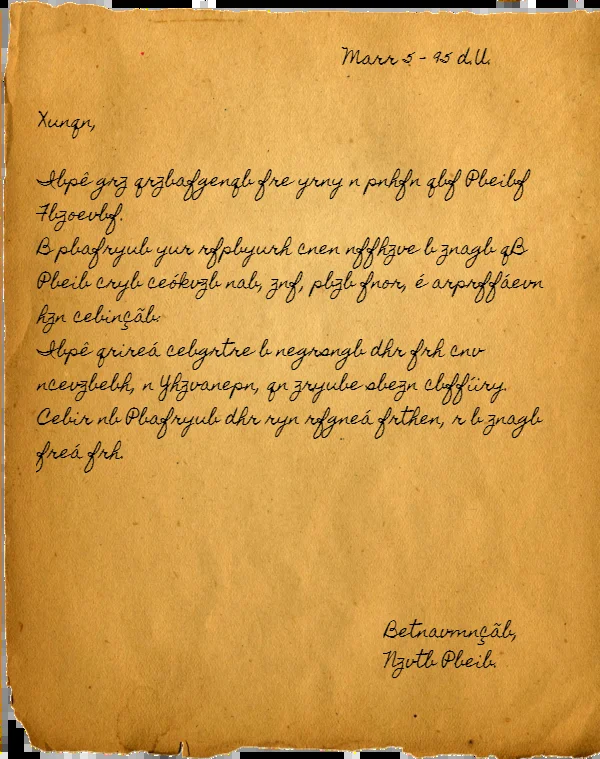 Marr 5 - 95 d.U.
Xunqn,
Ibpê grz qrzbafgenqb fre yrny n pnhfn qbf Pbeibf
Fbzoevbf.
B pbafryub yur rfpbyurh cnen nffhzve b znagb qB
Pbeib cryb ceókvzb nab, znf, pbzb fnor, é arprffáevn
hzn cebinçãb:
Ibpê qrireá cebgrtre b negrsngb dhr frh cnv
ncevzbebh, n Yhzvanepn, qn zryube sbezn cbffíiry.
Cebir nb Pbafryub dhr ryn rfgneá frthen, r b znagb
freá frh.
Betnavmnçãb,
Nzvtb Pbeib.